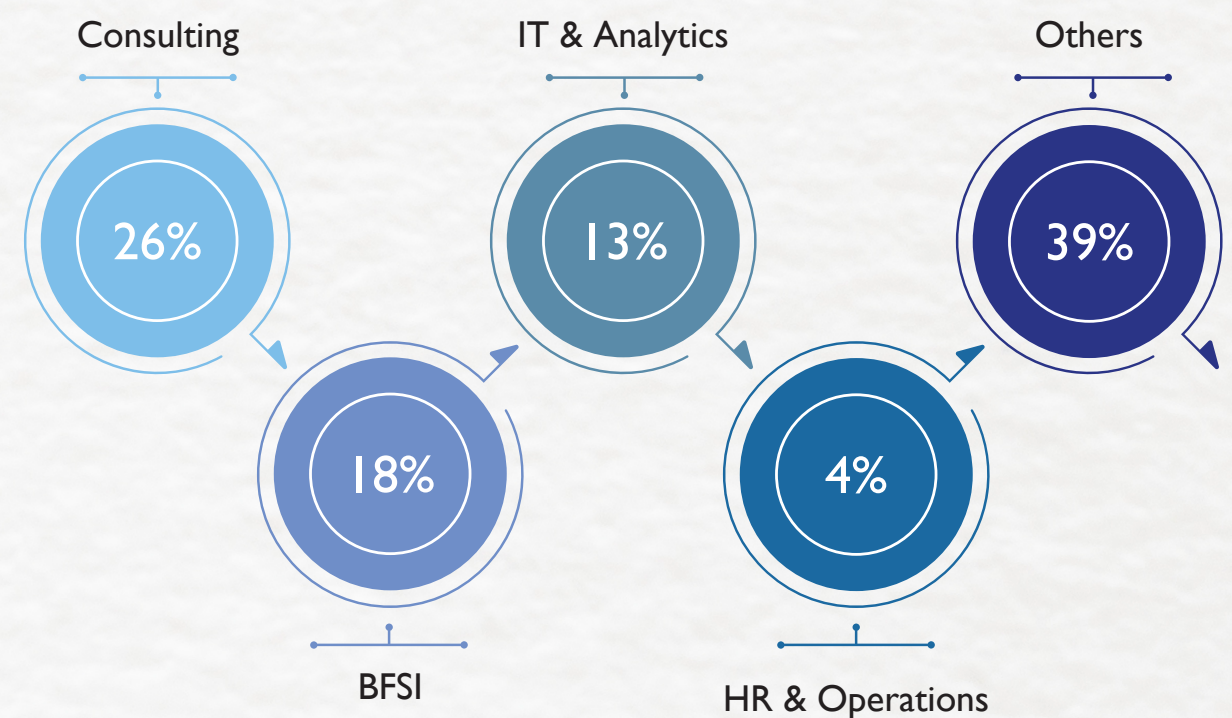 Consulting
IT & Analytics
Others
26%
13%
39%
18%
4%
BFSI
HR & Operations